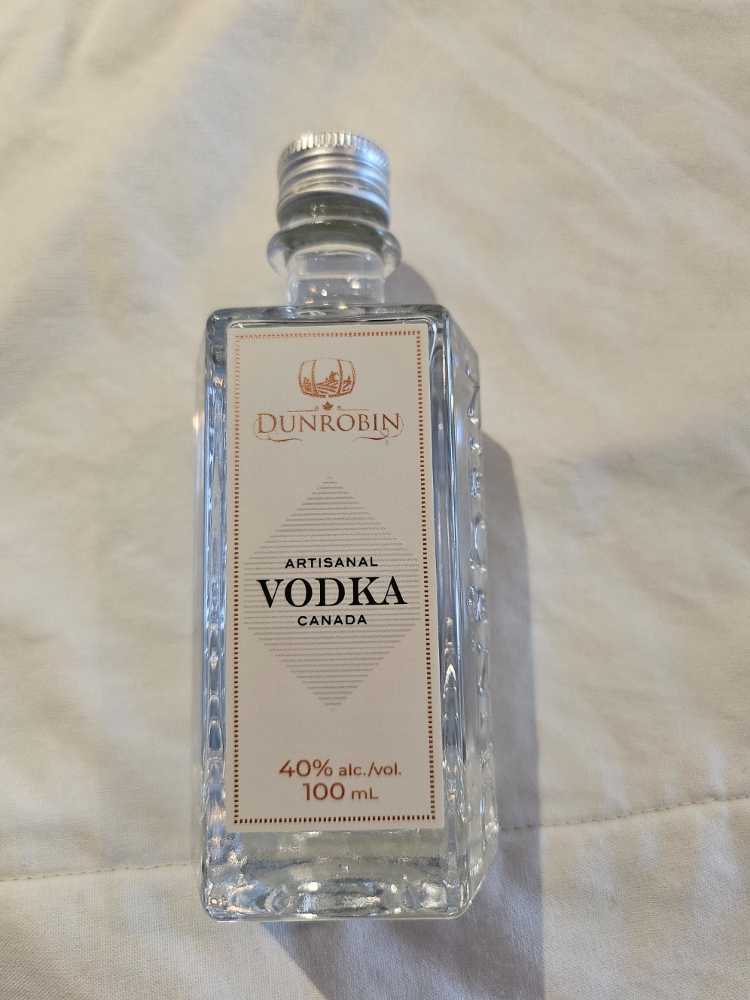 DUNROBIN
ARTISANAL
VODKA
CANADA
40% alc./vol.
100 mL